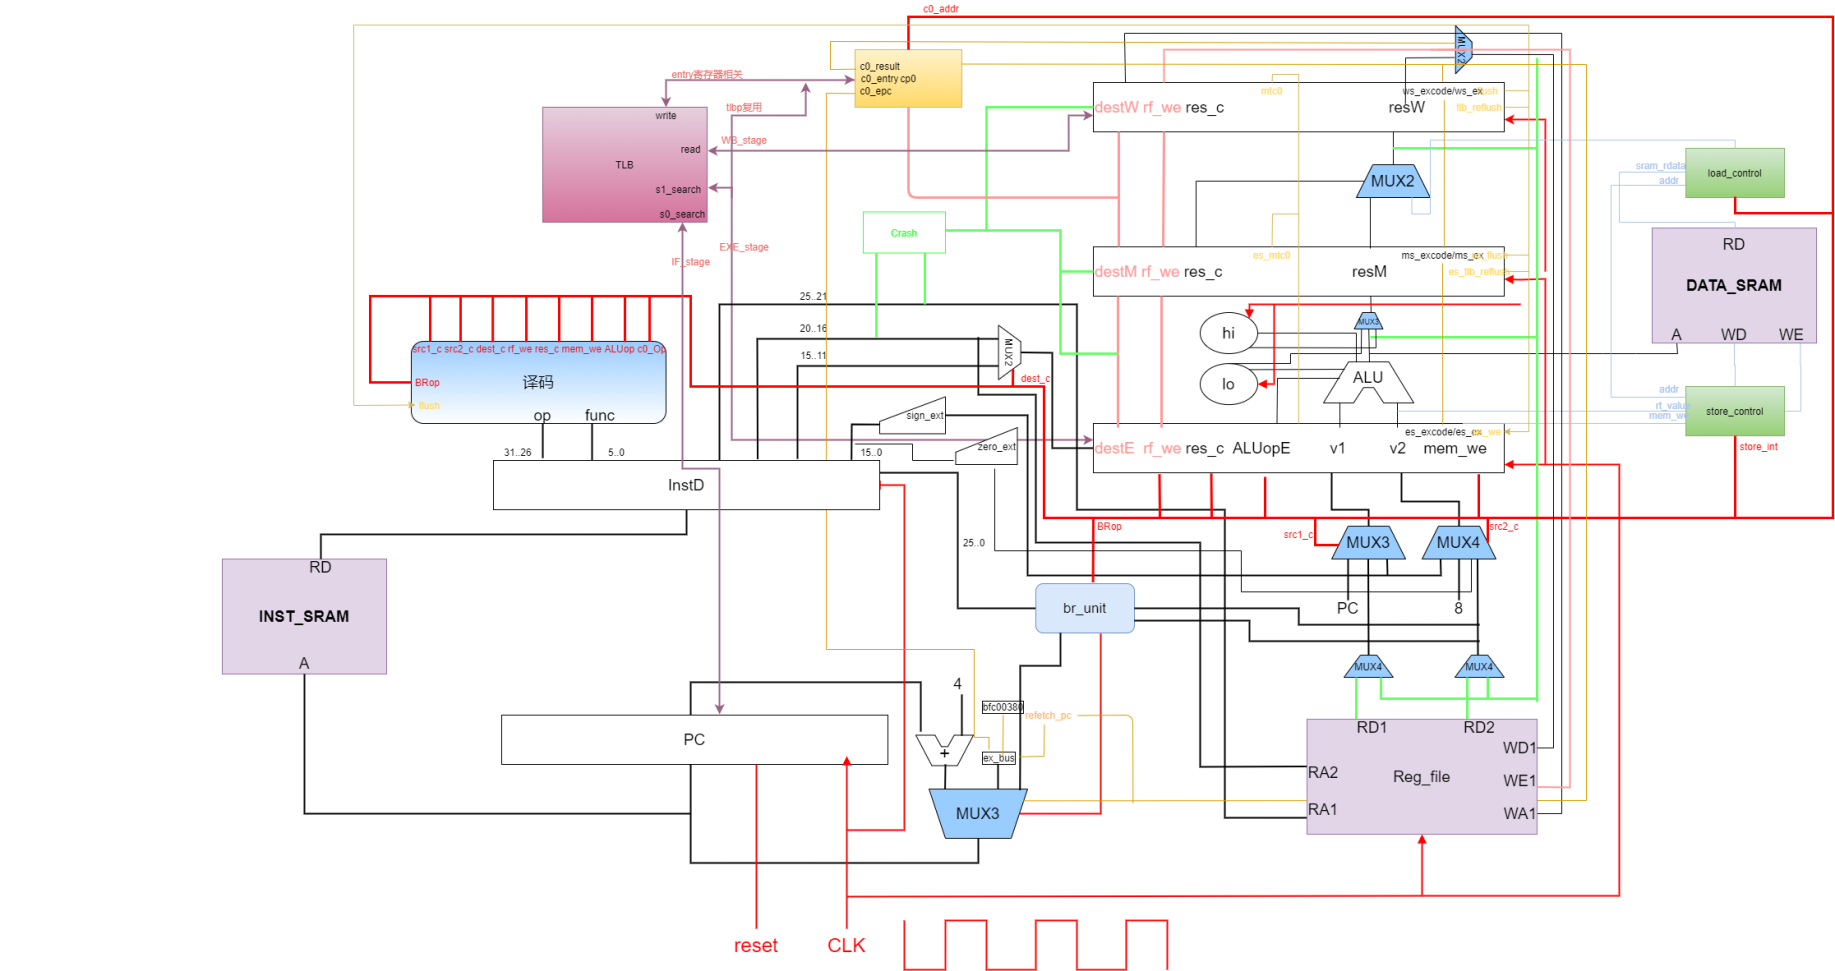 c0_addr
MUX2
c0_result
c0_entry cp0
c0_epc
entry寄存器相关
tlbp复用
write
read
TLB
s1_search
s0_search
WB_stage
EXE_stage
IF_stage
destW rf_we res_c
mtc0
resW
ws_excode/ws_ex
flush
tlb_reflush
MUX2
sram_rdata
addr
load_control
Crash
RD
DATA_SRAM
A
WD
WE
destM rf_we res_c
es_mtc0
resM
ms_excode/ms_ex
es_flush
es_tlb_reflush
25..21
20..16
15..11
MUX2
dest_c
hi
lo
MUX3
ALU
src1_c src2_c dest_c rf_we res_c mem_we ALUop c0_Op
BRop
译码
flush
op
func
sign_ext
zero_ext
addr
rt_value
mem_we
store_control
store_int
destE rf_we res_c ALUopE
v1
v2
mem_we
es_excode/es_ex
31..26
5..0
15..0
InstD
BRop
src1_c
src2_c
MUX3
MUX4
25..0
RD
INST_SRAM
A
br_unit
PC
8
MUX4
MUX4
4
bfc00380
refetch_pc
PC
+
ex_bus
MUX3
RD1
RD2
WD1
RA2
Reg_file
WE1
RA1
WA1
reset
CLK